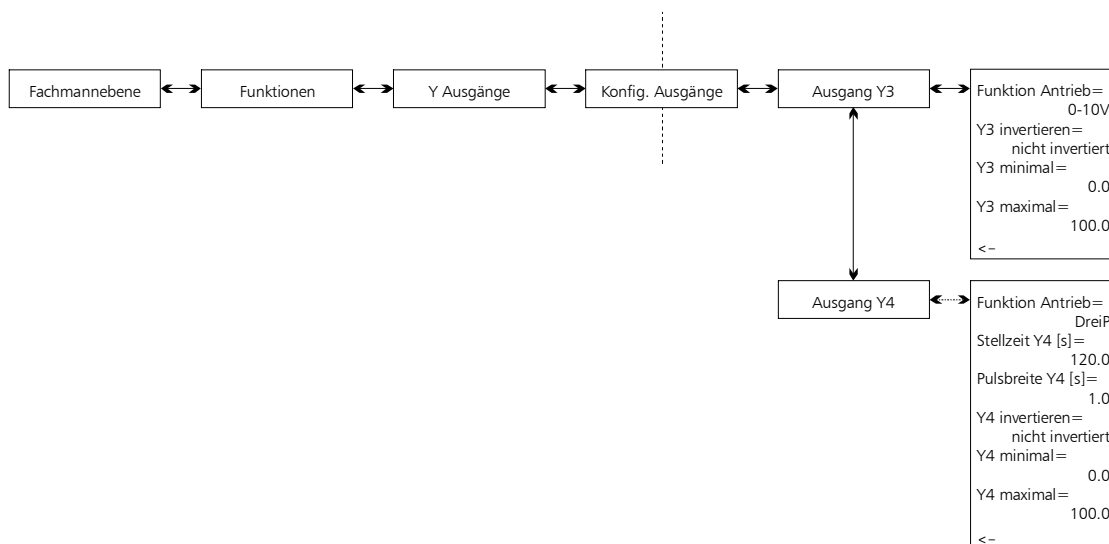 Fachmannebene
Funktionen
Y Ausgänge
Konfig. Ausgänge
Ausgang Y3
Funktion Antrieb=
0-10V
Y3 invertieren=
nicht invertiert
Y3 minimal=
0.0
Y3 maximal=
100.0
<-
Ausgang Y4
Funktion Antrieb=
DreiP
Stellzeit Y4 [s]=
120.0
Pulsbreite Y4 [s]=
1.0
Y4 invertieren=
nicht invertiert
Y4 minimal=
0.0
Y4 maximal=
100.0
<-